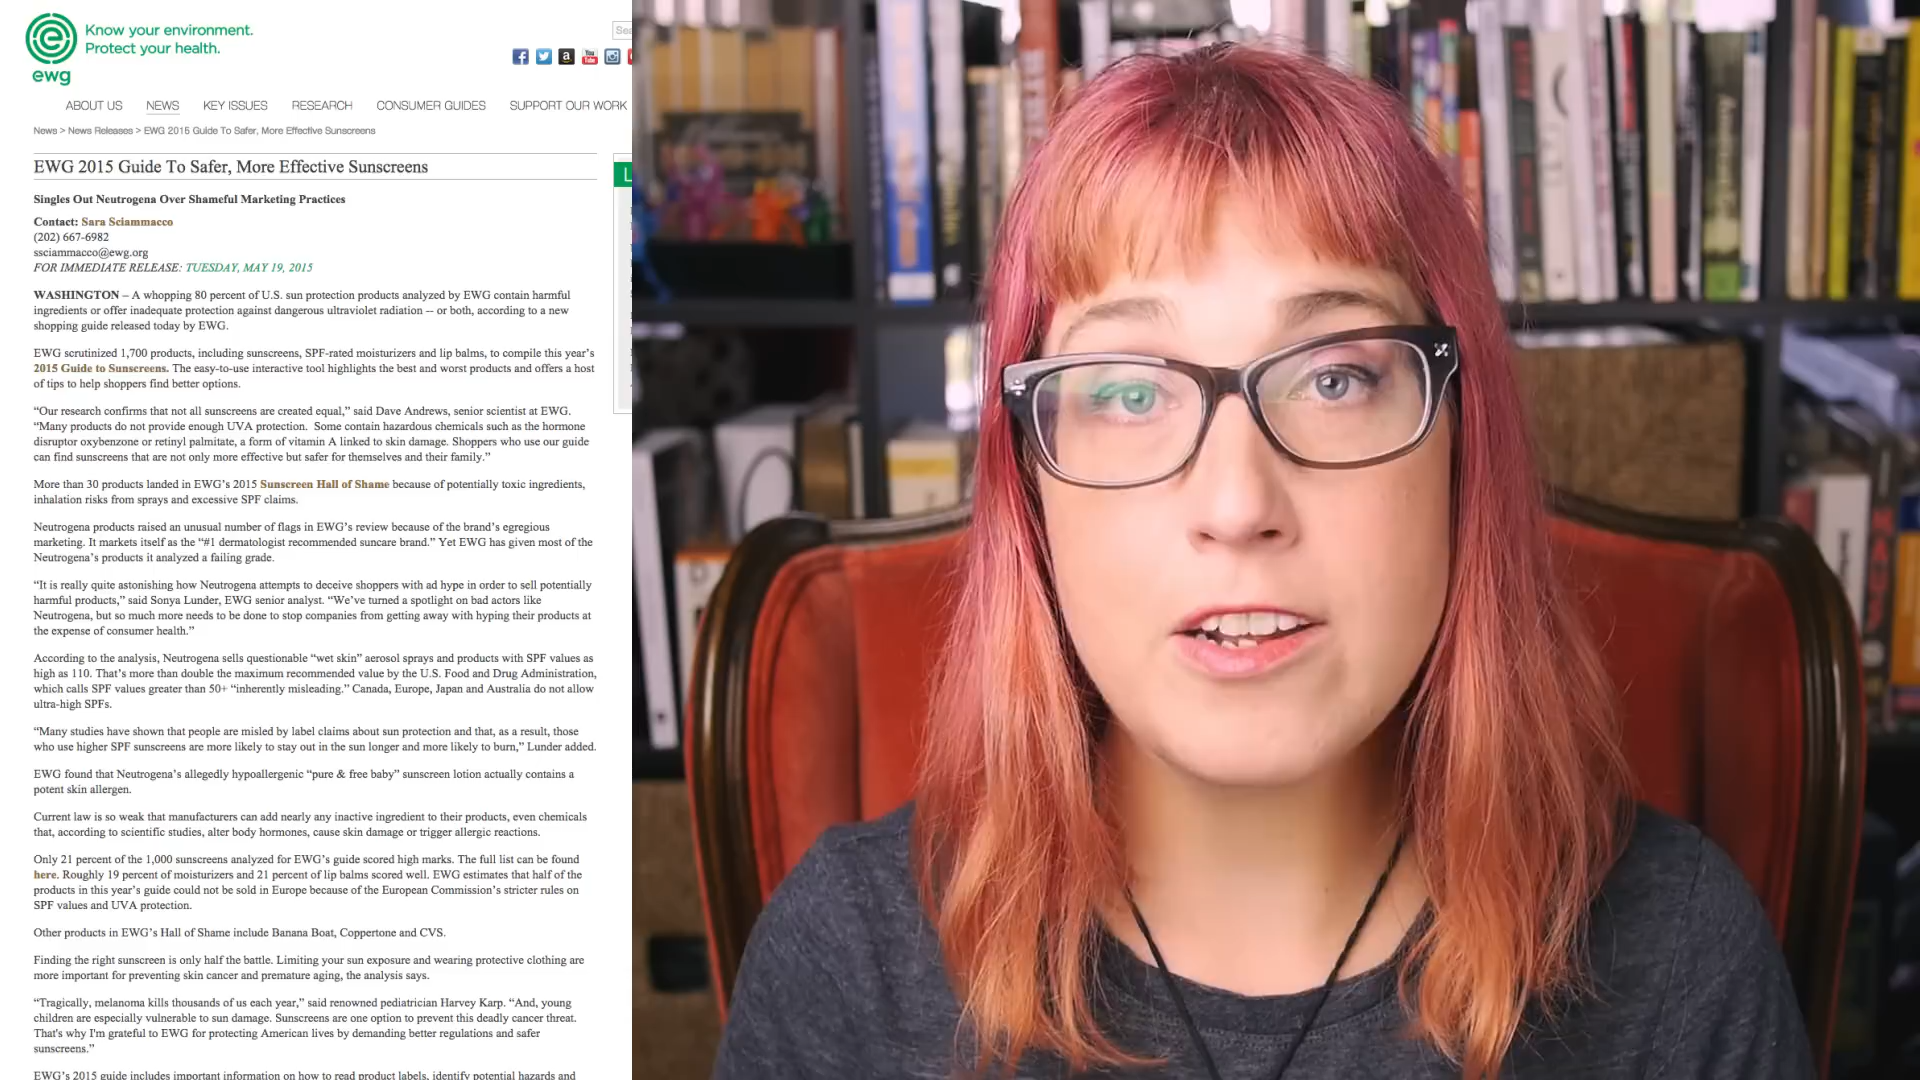 Know your environment.
Protect your health.
ewg
ABOUT US NEWS KEY ISSUES RESEARCH CONSUMER GUIDES SUPPORT OUR WORK
News > News Releases > EWG 2015 Guide To Safer, More Effective Sunscreens
EWG 2015 Guide To Safer, More Effective Sunscreens
Singles Out Neutrogena Over Shameful Marketing Practices
Contact: Sara Sciammacco
(202) 667-6982
ssciammacco@ewg.org
FOR IMMEDIATE RELEASE: TUESDAY, MAY 19, 2015
WASHINGTON – A whopping 80 percent of U.S. sun protection products analyzed by EWG contain harmful
ingredients or offer inadequate protection against dangerous ultraviolet radiation -- or both, according to a new
shopping guide released today by EWG.
EWG scrutinized 1,700 products, including sunscreens, SPF-rated moisturizers and lip balms, to compile this year’s
2015 Guide to Sunscreens. The easy-to-use interactive tool highlights the best and worst products and offers a host
of tips to help shoppers find better options.
“Our research confirms that not all sunscreens are created equal,” said Dave Andrews, senior scientist at EWG.
“Many products do not provide enough UVA protection. Some contain hazardous chemicals such as the hormone
disruptor oxybenzone or retinyl palmitate, a form of vitamin A linked to skin damage. Shoppers who use our guide
can find sunscreens that are not only more effective but safer for themselves and their family.”
More than 30 products landed in EWG’s 2015 Sunscreen Hall of Shame because of potentially toxic ingredients,
inhalation risks from sprays and excessive SPF claims.
Neutrogena products raised an unusual number of flags in EWG’s review because of the brand’s egregious
marketing. It markets itself as the “#1 dermatologist recommended suncare brand.” Yet EWG has given most of the
Neutrogena’s products it analyzed a failing grade.
“It is really quite astonishing how Neutrogena attempts to deceive shoppers with ad hype in order to sell potentially
harmful products,” said Sonya Lunder, EWG senior analyst. “We’ve turned a spotlight on bad actors like
Neutrogena, but so much more needs to be done to stop companies from getting away with hyping their products at
the expense of consumer health.”
According to the analysis, Neutrogena sells questionable “wet skin” aerosol sprays and products with SPF values as
high as 110. That’s more than double the maximum recommended value by the U.S. Food and Drug Administration,
which calls SPF values greater than 50+ “inherently misleading.” Canada, Europe, Japan and Australia do not allow
ultra-high SPFs.
“Many studies have shown that people are misled by label claims about sun protection and that, as a result, those
who use higher SPF sunscreens are more likely to stay out in the sun longer and more likely to burn,” Lunder added.
EWG found that Neutrogena’s allegedly hypoallergenic “pure & free baby” sunscreen lotion actually contains a
potent skin allergen.
Current law is so weak that manufacturers can add nearly any inactive ingredient to their products, even chemicals
that, according to scientific studies, alter body hormones, cause skin damage or trigger allergic reactions.
Only 21 percent of the 1,000 sunscreens analyzed for EWG’s guide scored high marks. The full list can be found
here. Roughly 19 percent of moisturizers and 21 percent of lip balms scored well. EWG estimates that half of the
products in this year’s guide could not be sold in Europe because of the European Commission’s stricter rules on
SPF values and UVA protection.
Other products in EWG’s Hall of Shame include Banana Boat, Coppertone and CVS.
Finding the right sunscreen is only half the battle. Limiting your sun exposure and wearing protective clothing are
more important for preventing skin cancer and premature aging, the analysis says.
“Tragically, melanoma kills thousands of us each year,” said renowned pediatrician Harvey Karp. “And, young
children are especially vulnerable to sun damage. Sunscreens are one option to prevent this deadly cancer threat.
That's why I'm grateful to EWG for protecting American lives by demanding better regulations and safer
sunscreens.”
EWG’s 2015 guide includes important information on how to read product labels, identify potential hazards and